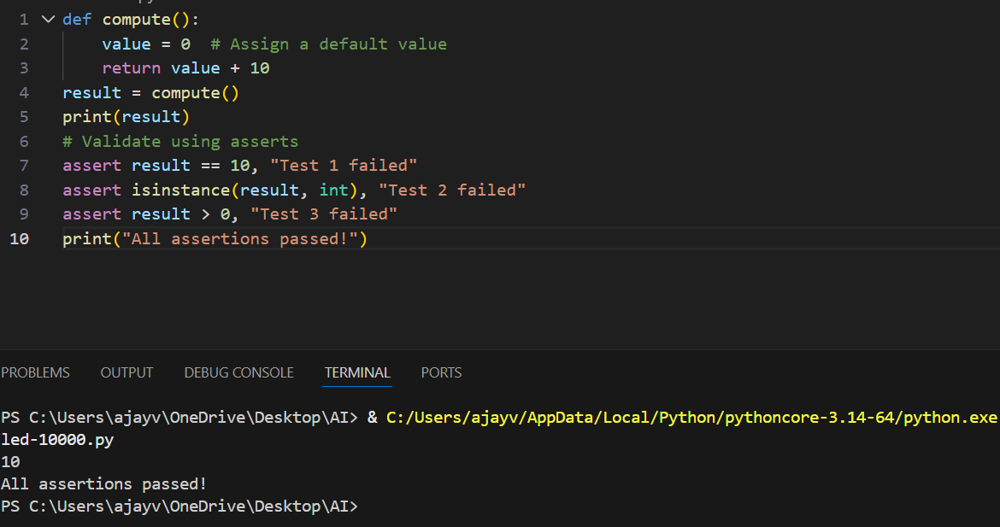 1 def compute():
2     value = 0  # Assign a default value
3     return value + 10
4 result = compute()
5 print(result)
6 # Validate using asserts
7 assert result == 10, "Test 1 failed"
8 assert isinstance(result, int), "Test 2 failed"
9 assert result > 0, "Test 3 failed"
10 print("All assertions passed!")
PROBLEMS OUTPUT DEBUG CONSOLE TERMINAL PORTS
PS C:\Users\ajayv\OneDrive\Desktop\AI> & C:/Users/ajayv/AppData/Local/Python/pythoncore-3.14-64/python.exe
led-10000.py
10
All assertions passed!
PS C:\Users\ajayv\OneDrive\Desktop\AI>